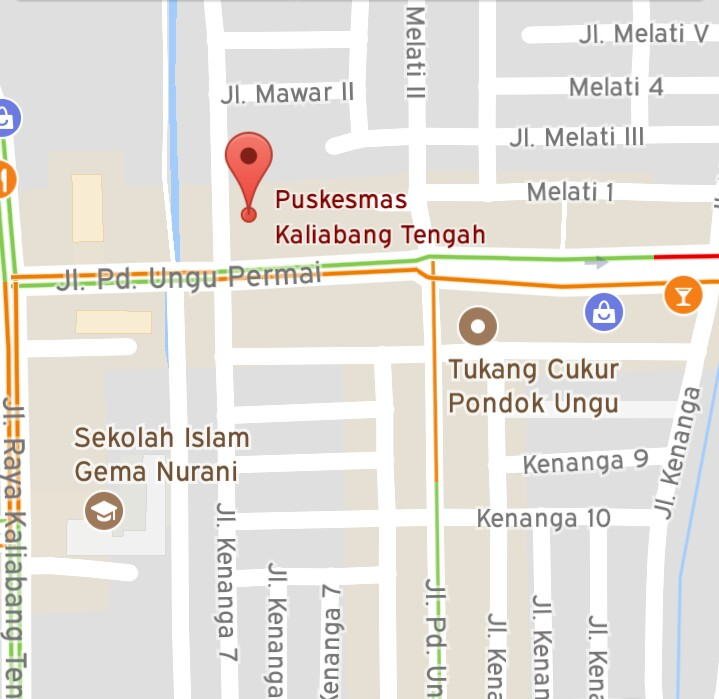 Melati II
Jl. Melati V
Jl. Mawar II
Melati 4
Jl. Melati III
Puskesmas
Kaliabang Tengah
Melati 1
Jl. Pd. Ungu Permai
Tukang Cukur
Pondok Ungu
Sekolah Islam
Gema Nurani
Jl. Raya Kaliabang Ten
Kenanga 9
Jl. Kenanga
Kenanga 10
Jl. Kenanga 7
Jl. Kenanga
Kenanga 7
Jl. Pd. Un
Jl. Kena
Jl. Kena
Jl. Kena